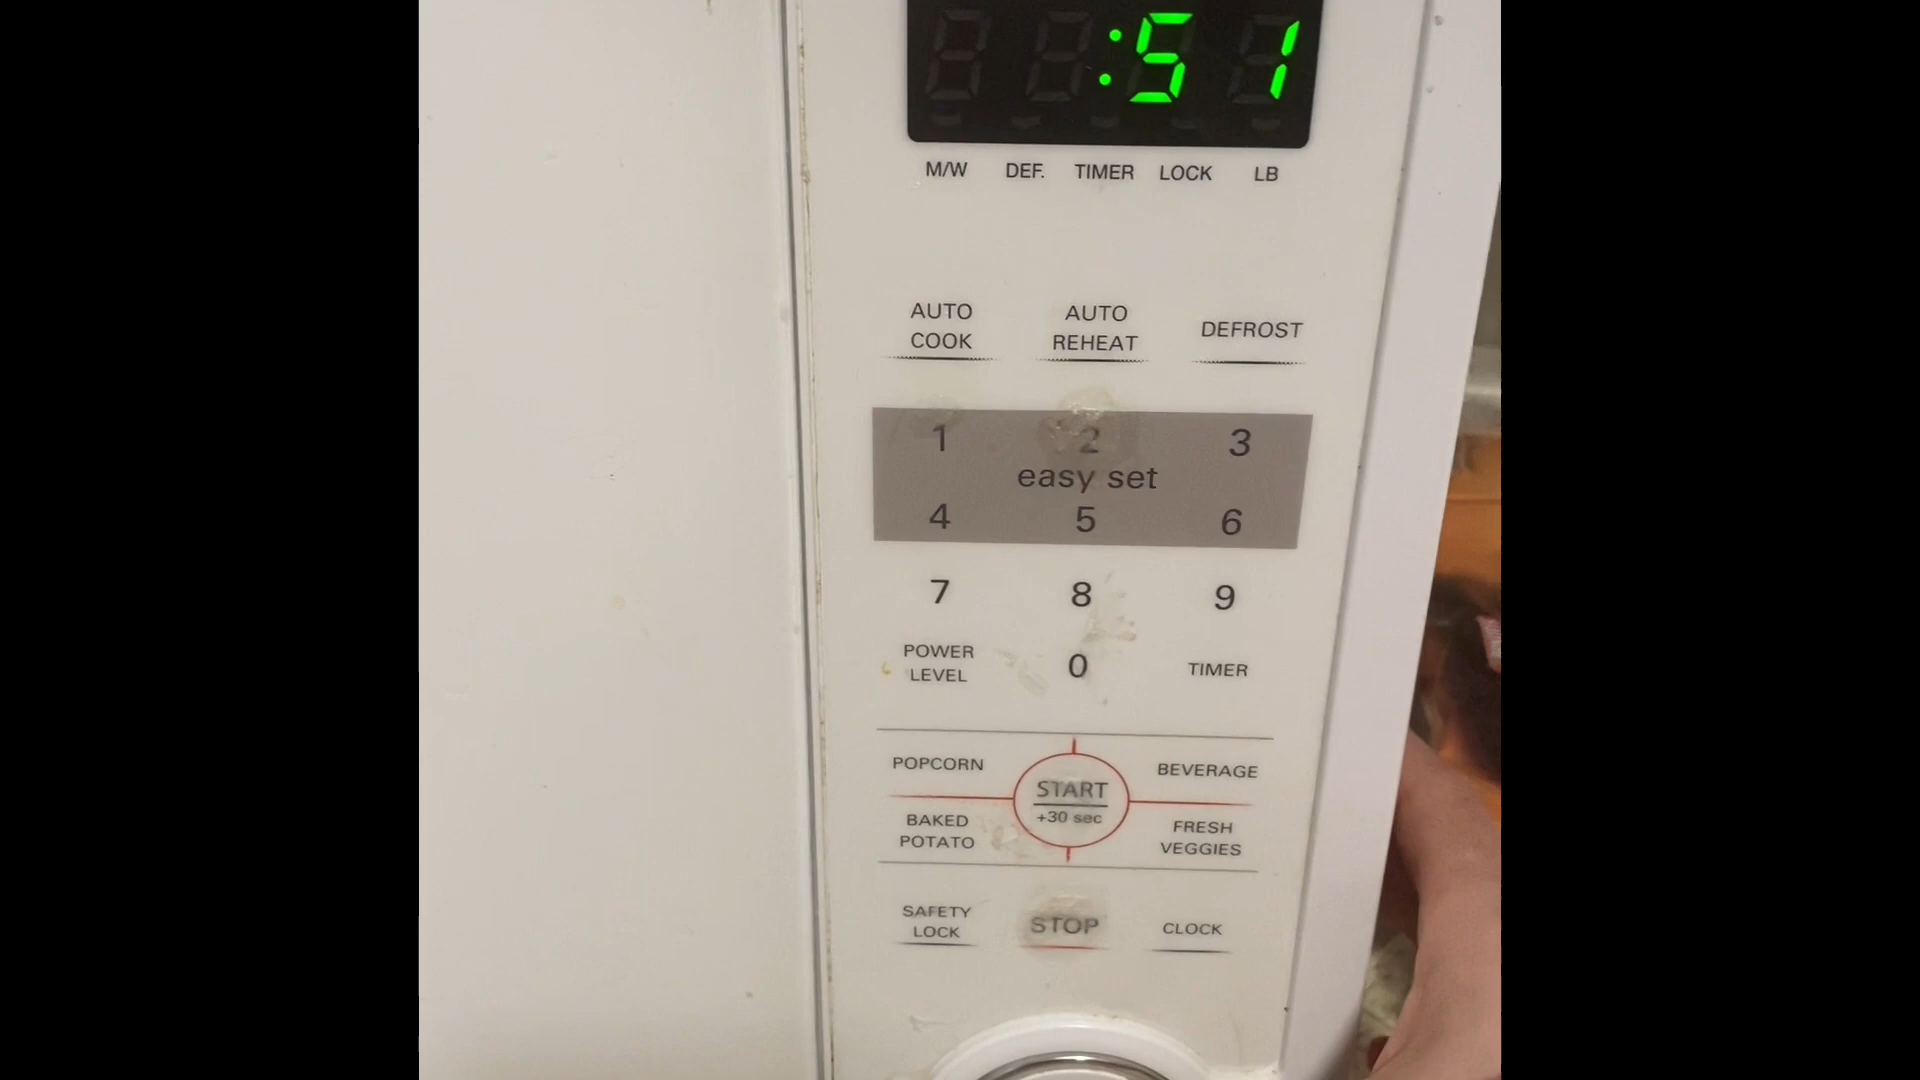 :51
M/W DEF. TIMER LOCK LB
AUTO COOK
AUTO REHEAT
DEFROST
1 2 3
easy set
4 5 6
7 8 9
POWER LEVEL
0
TIMER
POPCORN
START
+30 sec
BEVERAGE
BAKED POTATO
FRESH VEGGIES
SAFETY LOCK
STOP
CLOCK